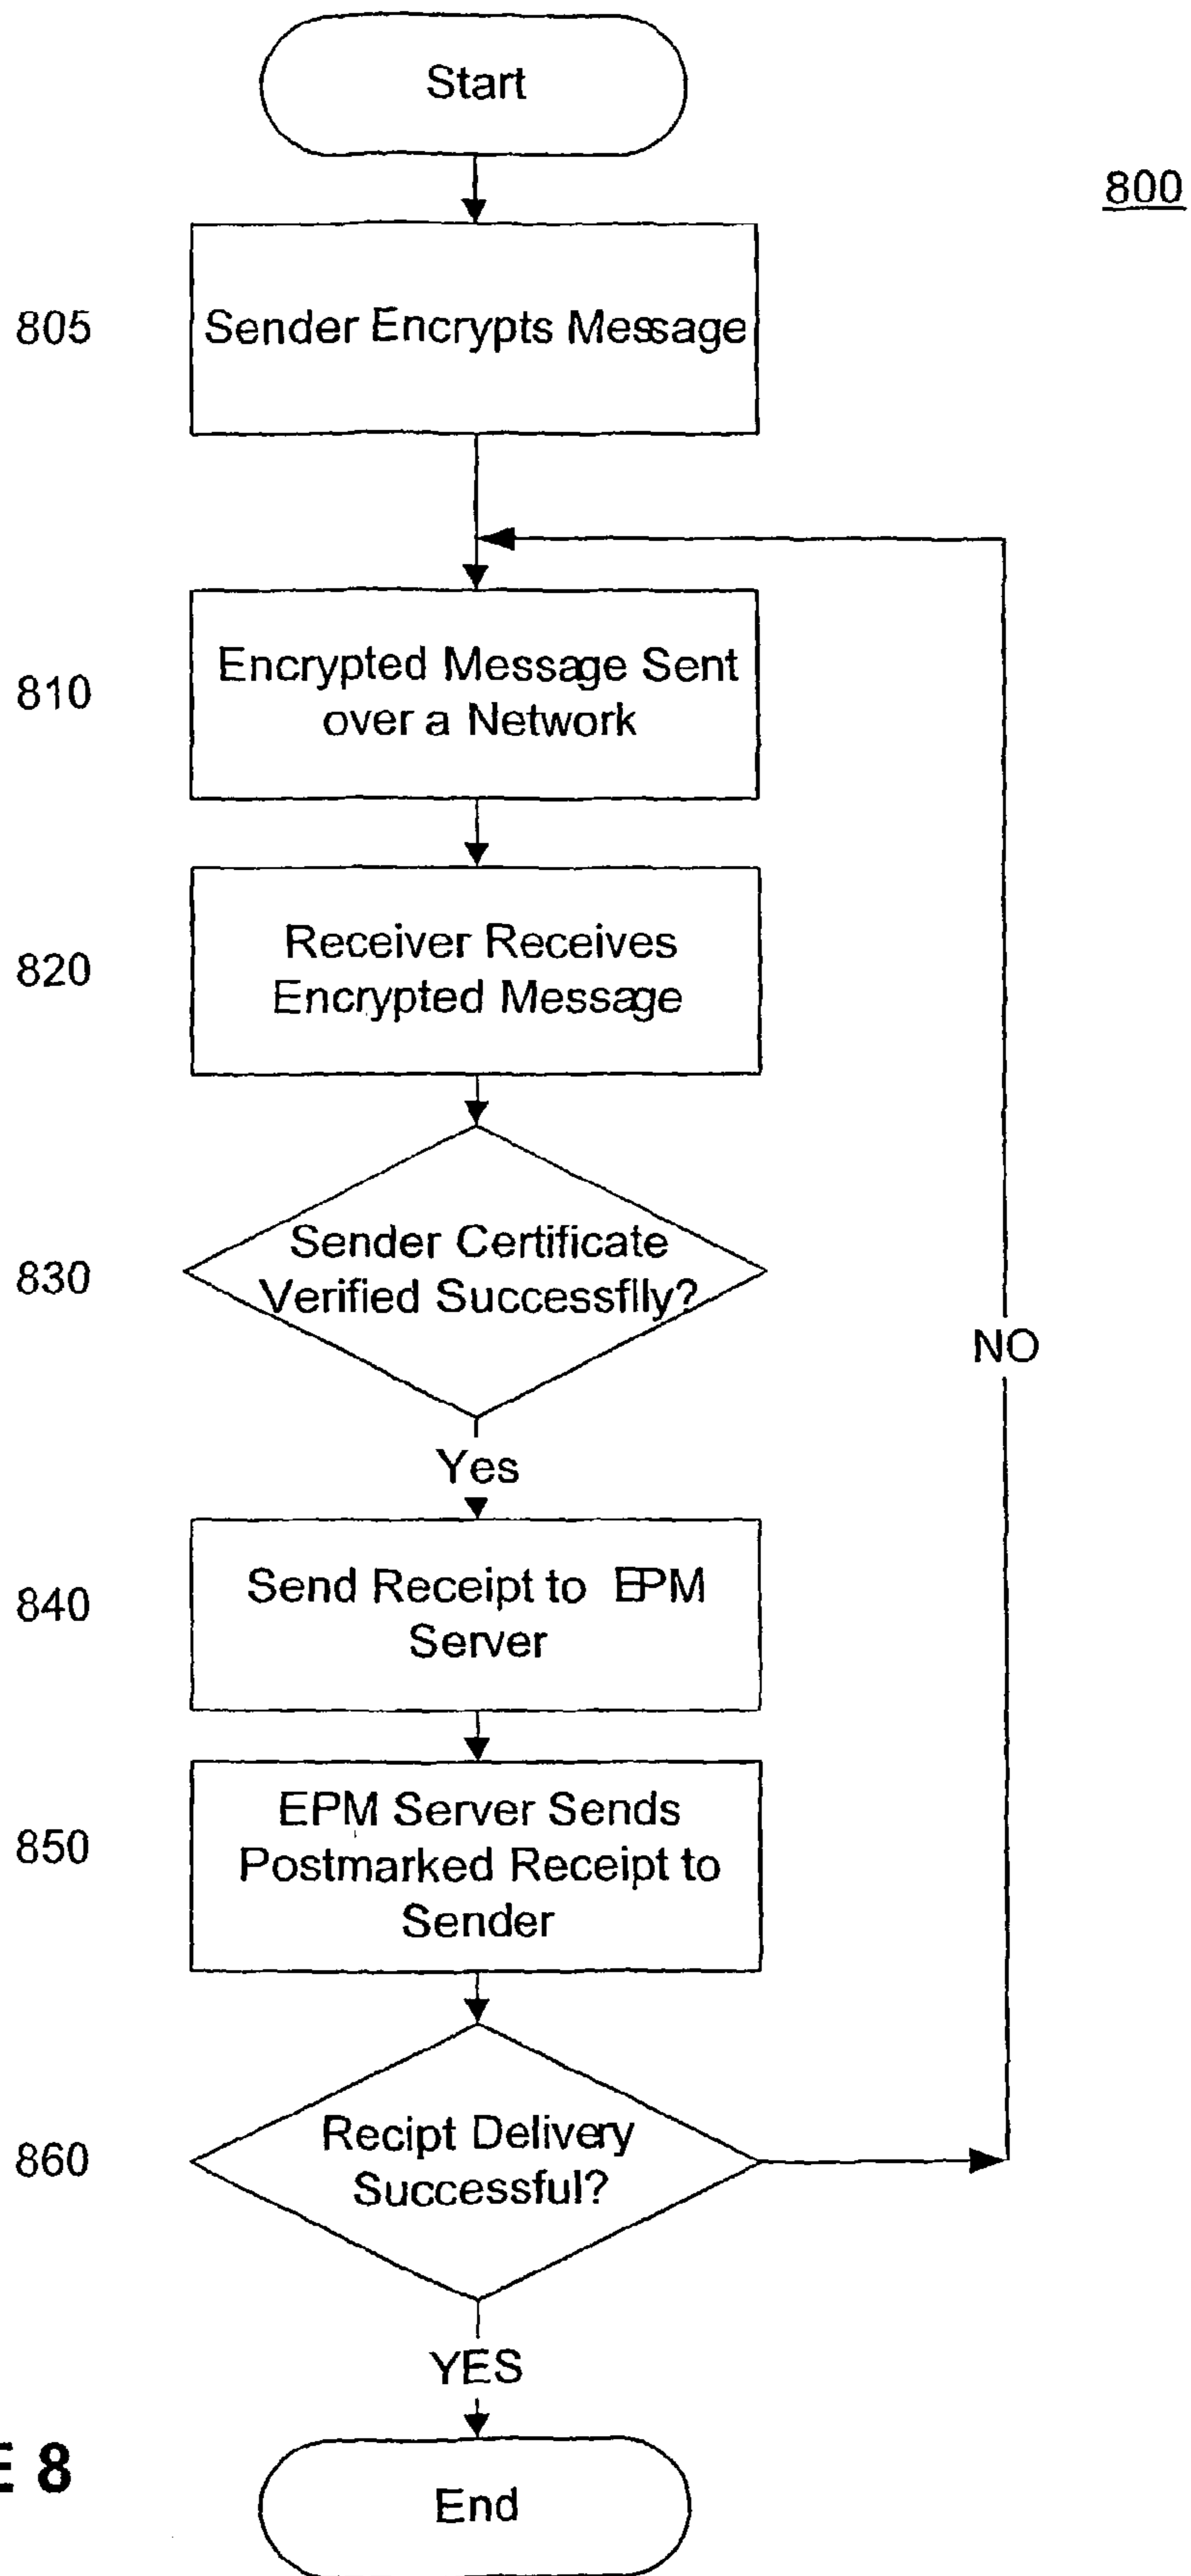 Start
800
805
Sender Encrypts Message
810
Encrypted Message Sent
over a Network
820
Receiver Receives
Encrypted Message
830
Sender Certificate
Verified Successflly?
NO
Yes
840
Send Receipt to EPM
Server
850
EPM Server Sends
Postmarked Receipt to
Sender
860
Recipt Delivery
Successful?
YES
E 8
End